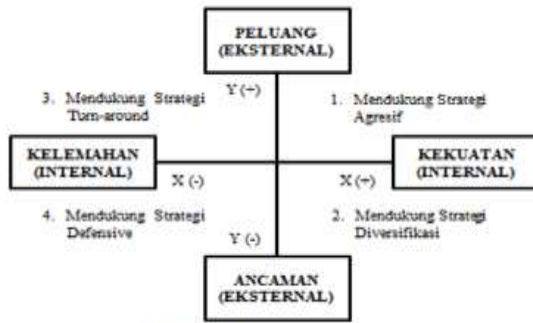 PELUANG
(EKSTERNAL)
3. Mendukung Strategi
Turn-around
Y (+)
1. Mendukung Strategi
Agresif
KELEMAHAN
(INTERNAL)
X (-)
X (+)
KEKUATAN
(INTERNAL)
4. Mendukung Strategi
Defensive
Y (-)
2. Mendukung Strategi
Diversifikasi
ANCAMAN
(EKSTERNAL)